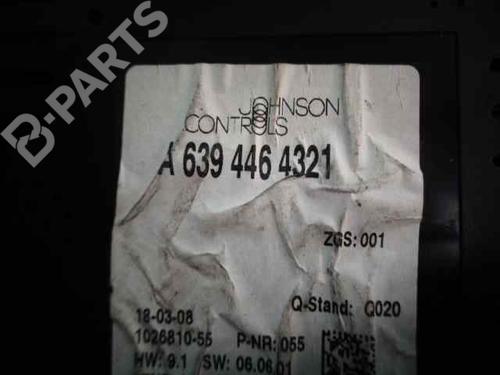 B-PARTS
JOHNSON
CONTROLS
A 639 446 4321
ZGS: 001
18-03-08
Q-Stand: Q020
1026810-55 P-NR: 055
HW: 9.1 SW: 06.06.01